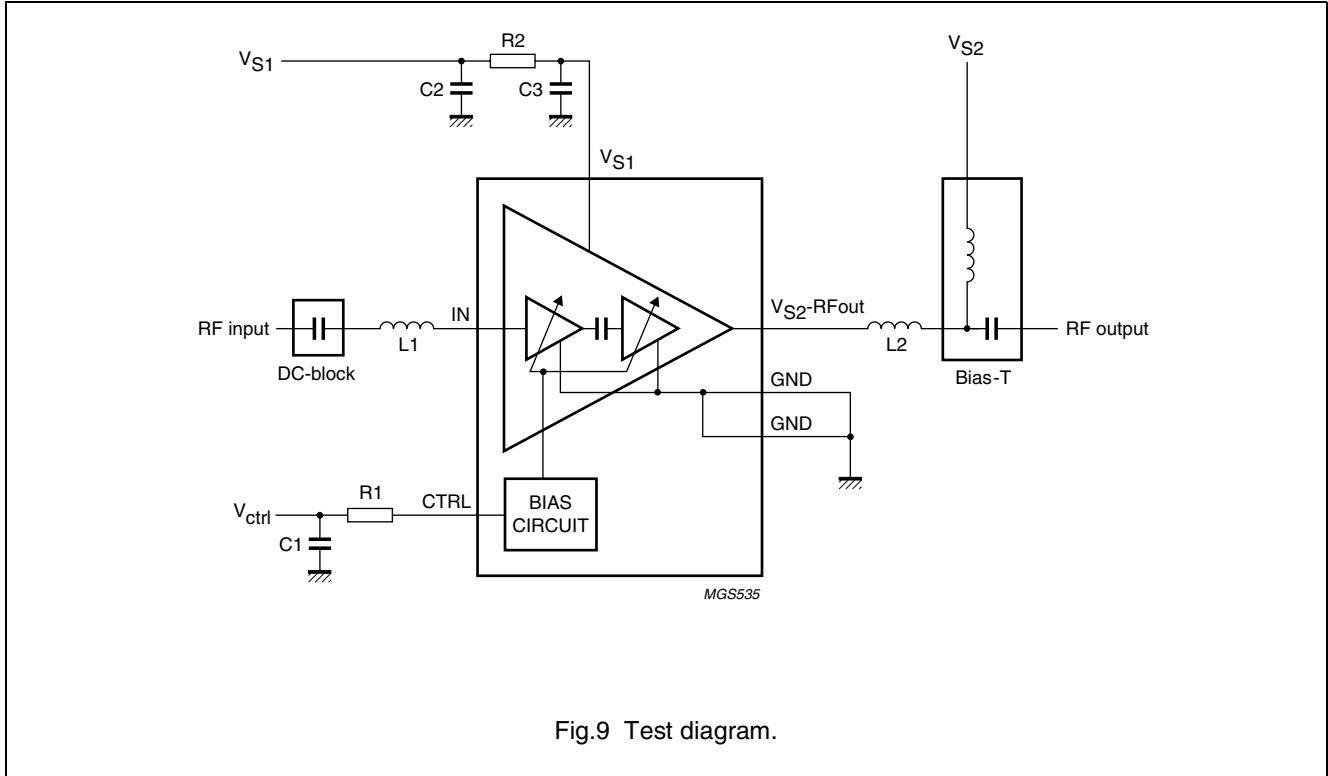 R2
VS1
VS2
C2
C3
VS1
IN
VS2-RFout
RF input
L1
L2
RF output
DC-block
Bias-T
GND
GND
R1
CTRL
BIAS
CIRCUIT
Vctrl
C1
MGS535
Fig.9 Test diagram.